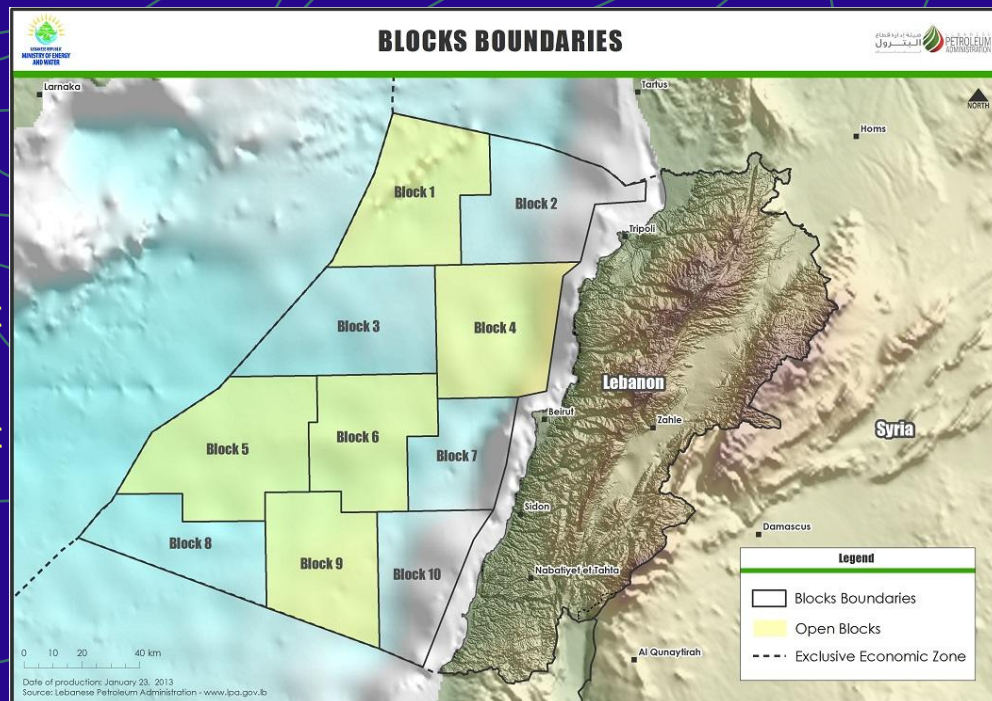 LEBANESE REPUBLIC
MINISTRY OF ENERGY
AND WATER
BLOCKS BOUNDARIES
هيئة إدارة قطاع
البترول
LEBANESE
PETROLEUM
ADMINISTRATION
Larnaka
Tartus
NORTH
Homs
Block 1
Block 2
Tripoli
Block 3
Block 4
Lebanon
Beirut
Zahle
Syria
Block 5
Block 6
Block 7
Sidon
Damascus
Block 8
Block 9
Block 10
Nabatiyet et Tahta
Al Qunaytirah
Legend
Blocks Boundaries
Open Blocks
Exclusive Economic Zone
0 10 20 40 km
Date of production: January 23, 2013
Source: Lebanese Petroleum Administration - www.lpa.gov.lb